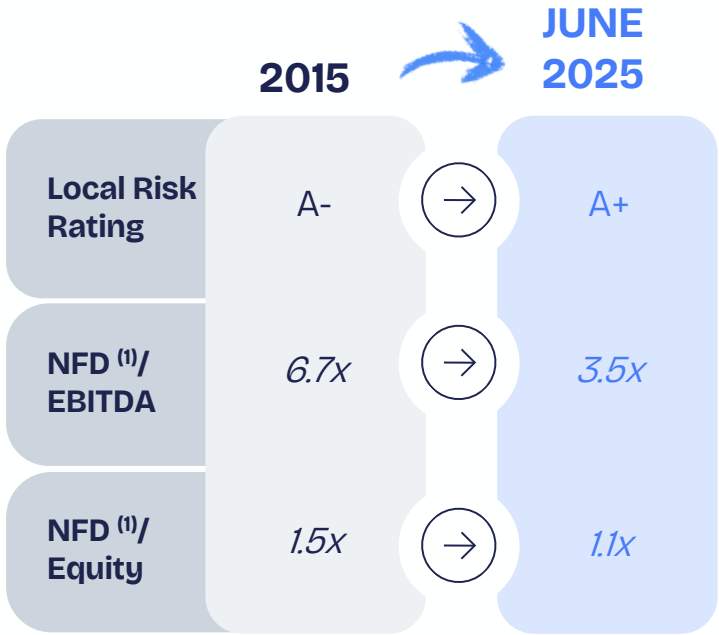 2015
JUNE
2025
Local Risk
Rating
A-
A+
NFD (1)/
EBITDA
6.7x
3.5x
NFD (1)/
Equity
1.5x
1.1x